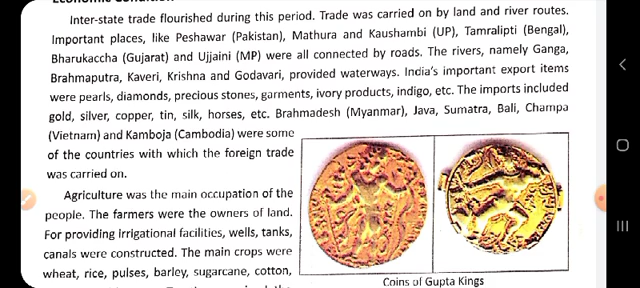 Inter-state trade flourished during this period. Trade was carried on by land and river routes.
Important places, like Peshawar (Pakistan), Mathura and Kaushambi (UP), Tamralipti (Bengal),
Bharukaccha (Gujarat) and Ujjaini (MP) were all connected by roads. The rivers, namely Ganga,
Brahmaputra, Kaveri, Krishna and Godavari, provided waterways. India's important export items
were pearls, diamonds, precious stones, garments, ivory products, indigo, etc. The imports included
gold, silver, copper, tin, silk, horses, etc. Brahmadesh (Myanmar), Java, Sumatra, Bali, Champa
(Vietnam) and Kamboja (Cambodia) were some
of the countries with which the foreign trade
was carried on.
Agriculture was the main occupation of the
people. The farmers were the owners of land.
For providing Irrigational facilities, wells, tanks,
canals were constructed. The main crops were
wheat, rice, pulses, barley, sugarcane, cotton,
Coins of Gupta Kings